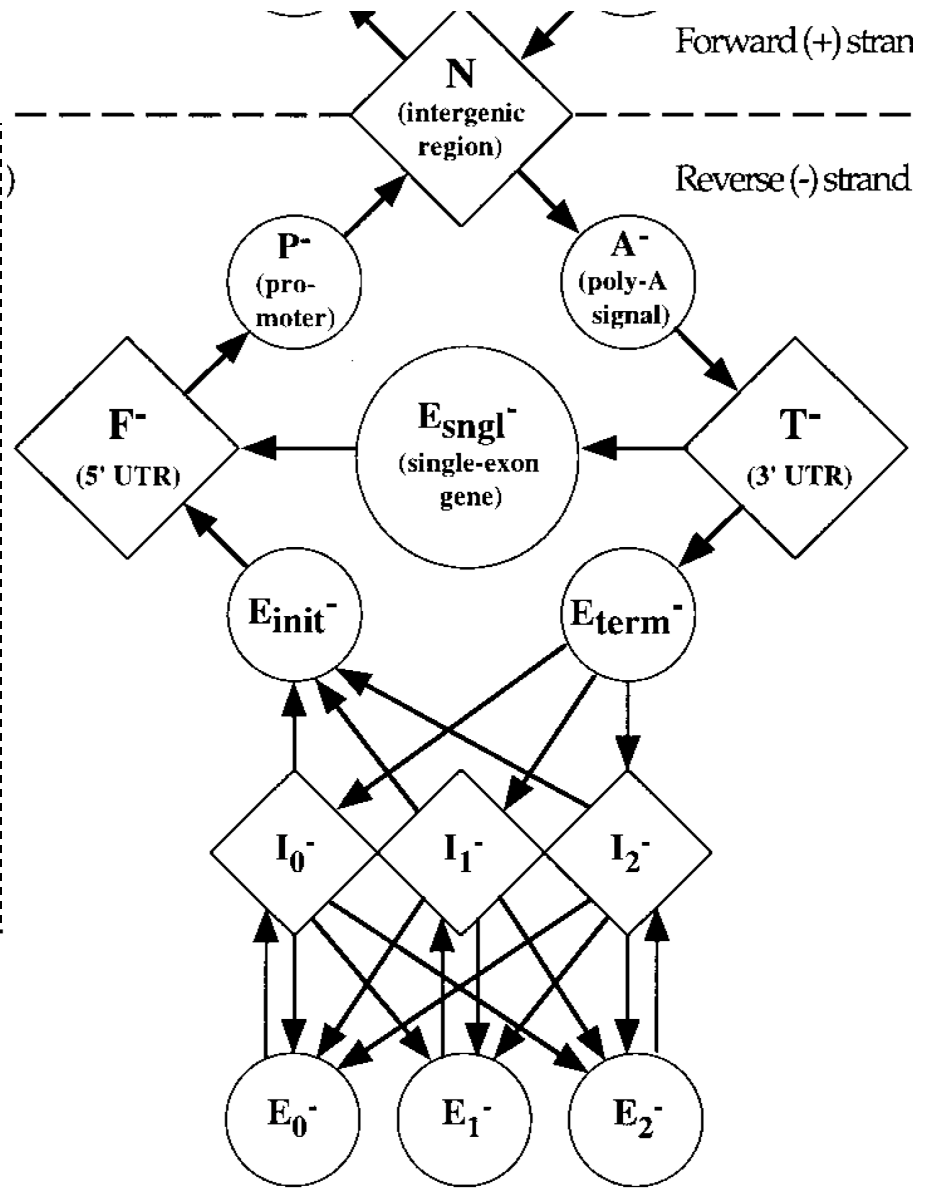 Forward (+) stran
N
(intergenic
region)
)
Reverse (-) strand
P-
(pro-
moter)
A-
(poly-A
signal)
F-
(5' UTR)
Esngl-
(single-exon
gene)
T-
(3' UTR)
Einit-
Eterm-
I0-
I1-
I2-
E0-
E1-
E2-